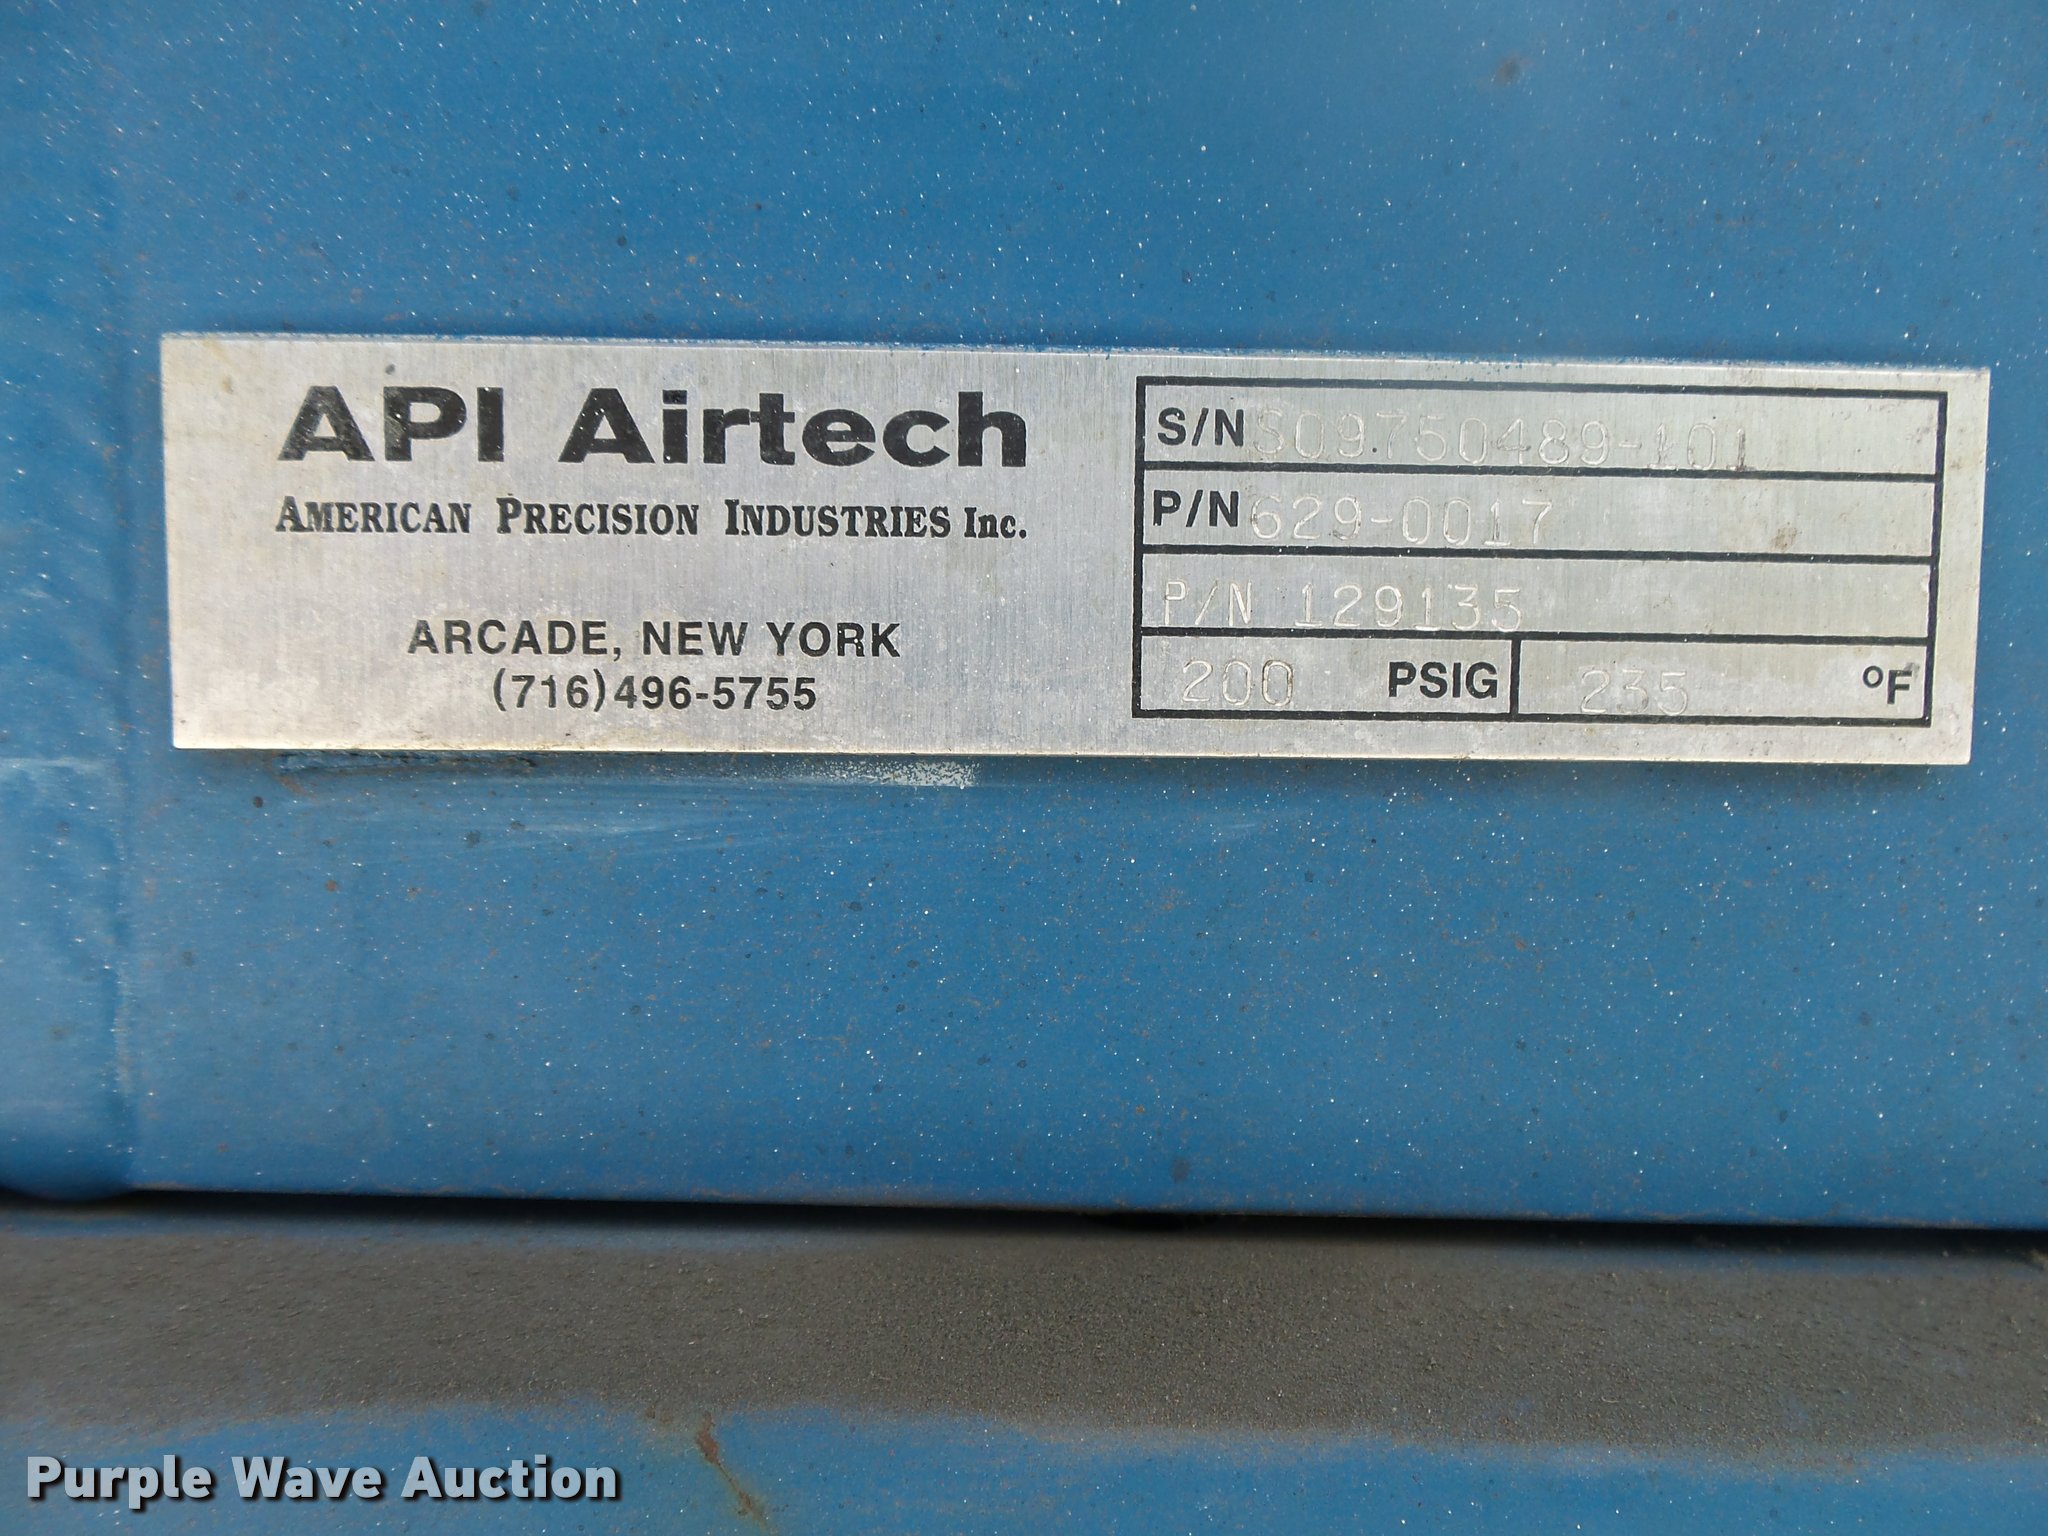 API Airtech
AMERICAN PRECISION INDUSTRIES Inc.
ARCADE, NEW YORK
(716)496-5755
S/N S09750489-101
P/N 629-0017
P/N 129135
200 PSIG 235 °F
Purple Wave Auction